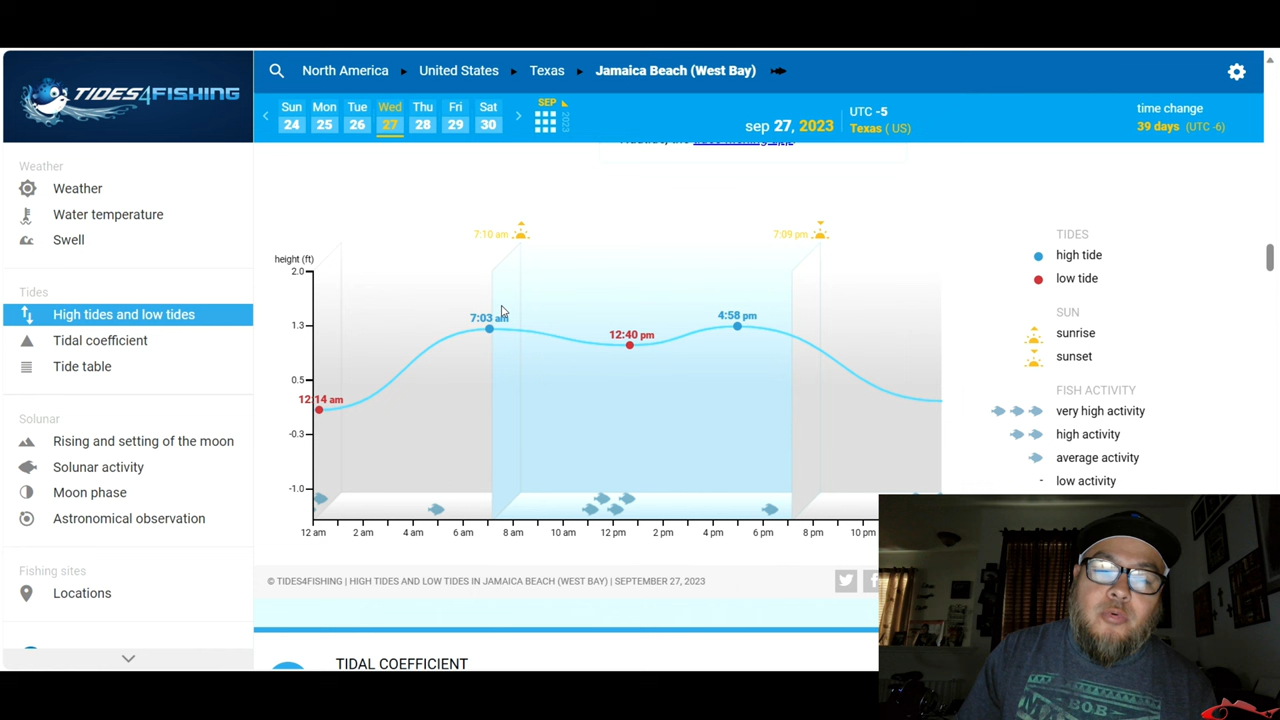 TIDES4FISHING
North America
United States
Texas
Jamaica Beach (West Bay)
Sun Mon Tue Wed Thu Fri Sat
24 25 26 27 28 29 30
SEP
2023
sep 27, 2023
UTC -5
Texas ( US)
time change
39 days (UTC -6)
Weather
Weather
Water temperature
Swell
Tides
High tides and low tides
Tidal coefficient
Tide table
Solunar
Rising and setting of the moon
Solunar activity
Moon phase
Astronomical observation
Fishing sites
Locations
7:10 am
7:09 pm
height (ft)
2.0
1.3
0.5
-0.3
-1.0
12:14 am
7:03 am
12:40 pm
4:58 pm
12 am 2 am 4 am 6 am 8 am 10 am 12 pm 2 pm 4 pm 6 pm 8 pm 10 pm
TIDES
high tide
low tide
SUN
sunrise
sunset
FISH ACTIVITY
very high activity
high activity
average activity
low activity
© TIDES4FISHING | HIGH TIDES AND LOW TIDES IN JAMAICA BEACH (WEST BAY) | SEPTEMBER 27, 2023
TIDAL COEFFICIENT
BOB